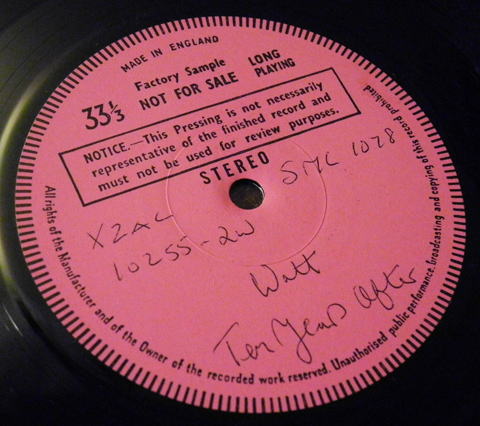 MADE IN ENGLAND
33⅓
Factory Sample
NOT FOR SALE
LONG
PLAYING
NOTICE.—This Pressing is not necessarily
representative of the finished record and
must not be used for review purposes.
STEREO
XZAL
10255-2W
SML 1078
Watt
Ten Years After
All rights of the Manufacturer and of the Owner of the recorded work reserved. Unauthorised public performance, broadcasting and copying of this record prohibited